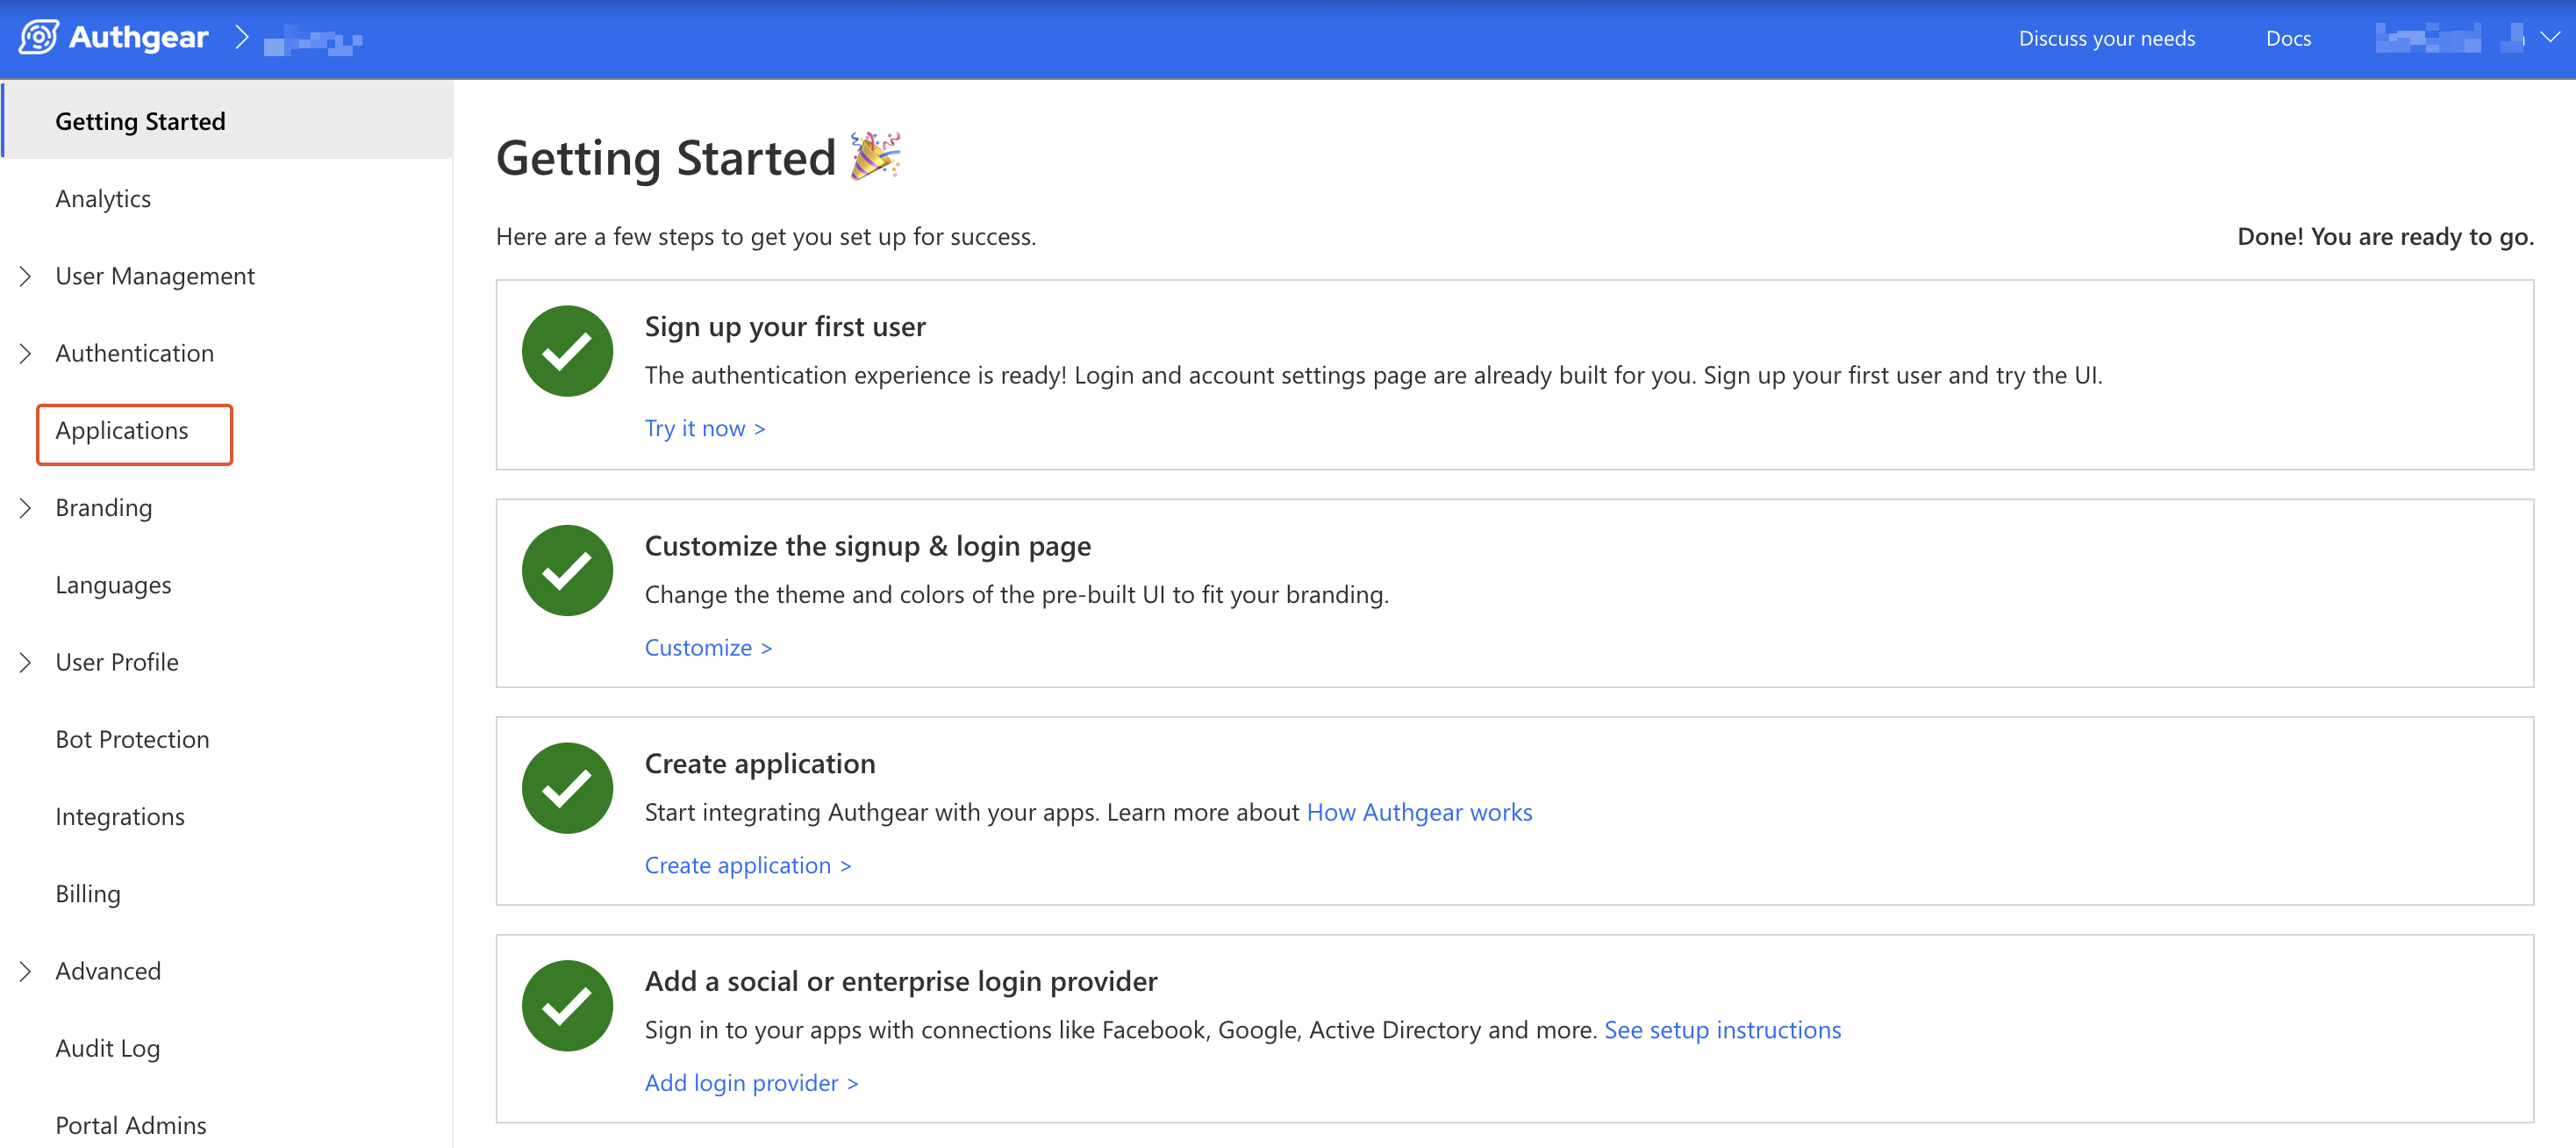 Authgear
Discuss your needs
Docs
Getting Started
Analytics
User Management
Authentication
Applications
Branding
Languages
User Profile
Bot Protection
Integrations
Billing
Advanced
Audit Log
Portal Admins
Getting Started
Here are a few steps to get you set up for success.
Done! You are ready to go.
Sign up your first user
The authentication experience is ready! Login and account settings page are already built for you. Sign up your first user and try the UI.
Try it now >
Customize the signup & login page
Change the theme and colors of the pre-built UI to fit your branding.
Customize >
Create application
Start integrating Authgear with your apps. Learn more about How Authgear works
Create application >
Add a social or enterprise login provider
Sign in to your apps with connections like Facebook, Google, Active Directory and more. See setup instructions
Add login provider >